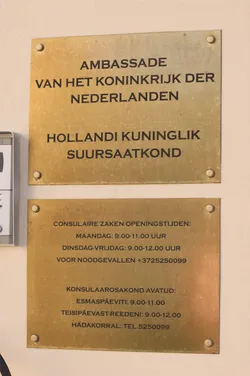 AMBASSADE
VAN HET KONINKRIJK DER
NEDERLANDEN
HOLLANDI KUNINGLIK
SUURSAATKOND
CONSULAIRE ZAKEN OPENINGSTIJDEN:
MAANDAG: 9.00-11.00 UUR
DINSDAG-VRIJDAG: 9.00-12.00 UUR
VOOR NOODGEVALLEN +3725250099
KONSULAAROSAKOND AVATUD:
ESMASPÄEVITI: 9.00-11.00
TEISIPÄEVAST REEDENI: 9.00-12.00
HÄDAKORRAL: TEL 5250099